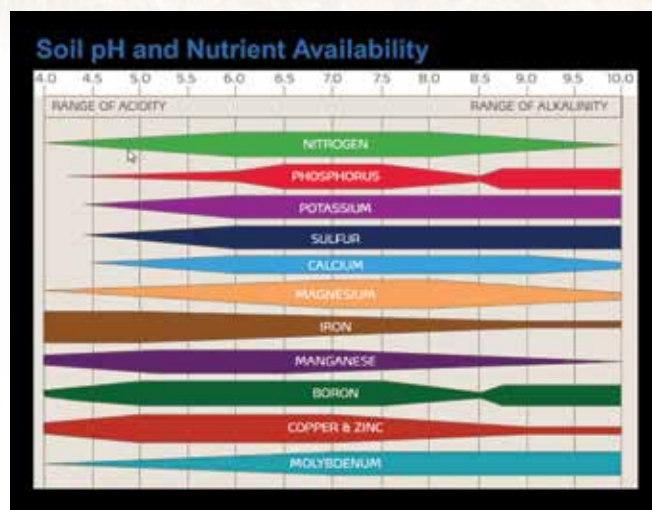 Soil pH and Nutrient Availability
4.0 4.5 5.0 5.5 6.0 6.5 7.0 7.5 8.0 8.5 9.0 9.5 10.0
RANGE OF ACIDITY RANGE OF ALKALINITY
NITROGEN
PHOSPHORUS
POTASSIUM
SULFUR
CALCIUM
MAGNESIUM
IRON
MANGANESE
BORON
COPPER & ZINC
MOLYBOENUM